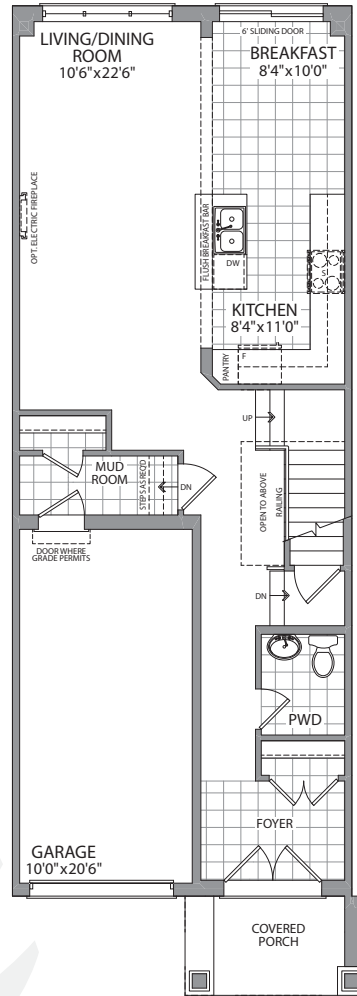 LIVING/DINING
ROOM
10'6"x22'6"
6' SLIDING DOOR
BREAKFAST
8'4"x10'0"
OPT. ELECTRIC FIREPLACE
FLUSH BREAKFAST BAR
DW
S
KITCHEN
8'4"x11'0"
PANTRY
F
UP
MUD
ROOM
STEPS AS REQ'D
DN
OPEN TO ABOVE
RAILING
DOOR WHERE
GRADE PERMITS
DN
PWD
FOYER
GARAGE
10'0"x20'6"
COVERED
PORCH